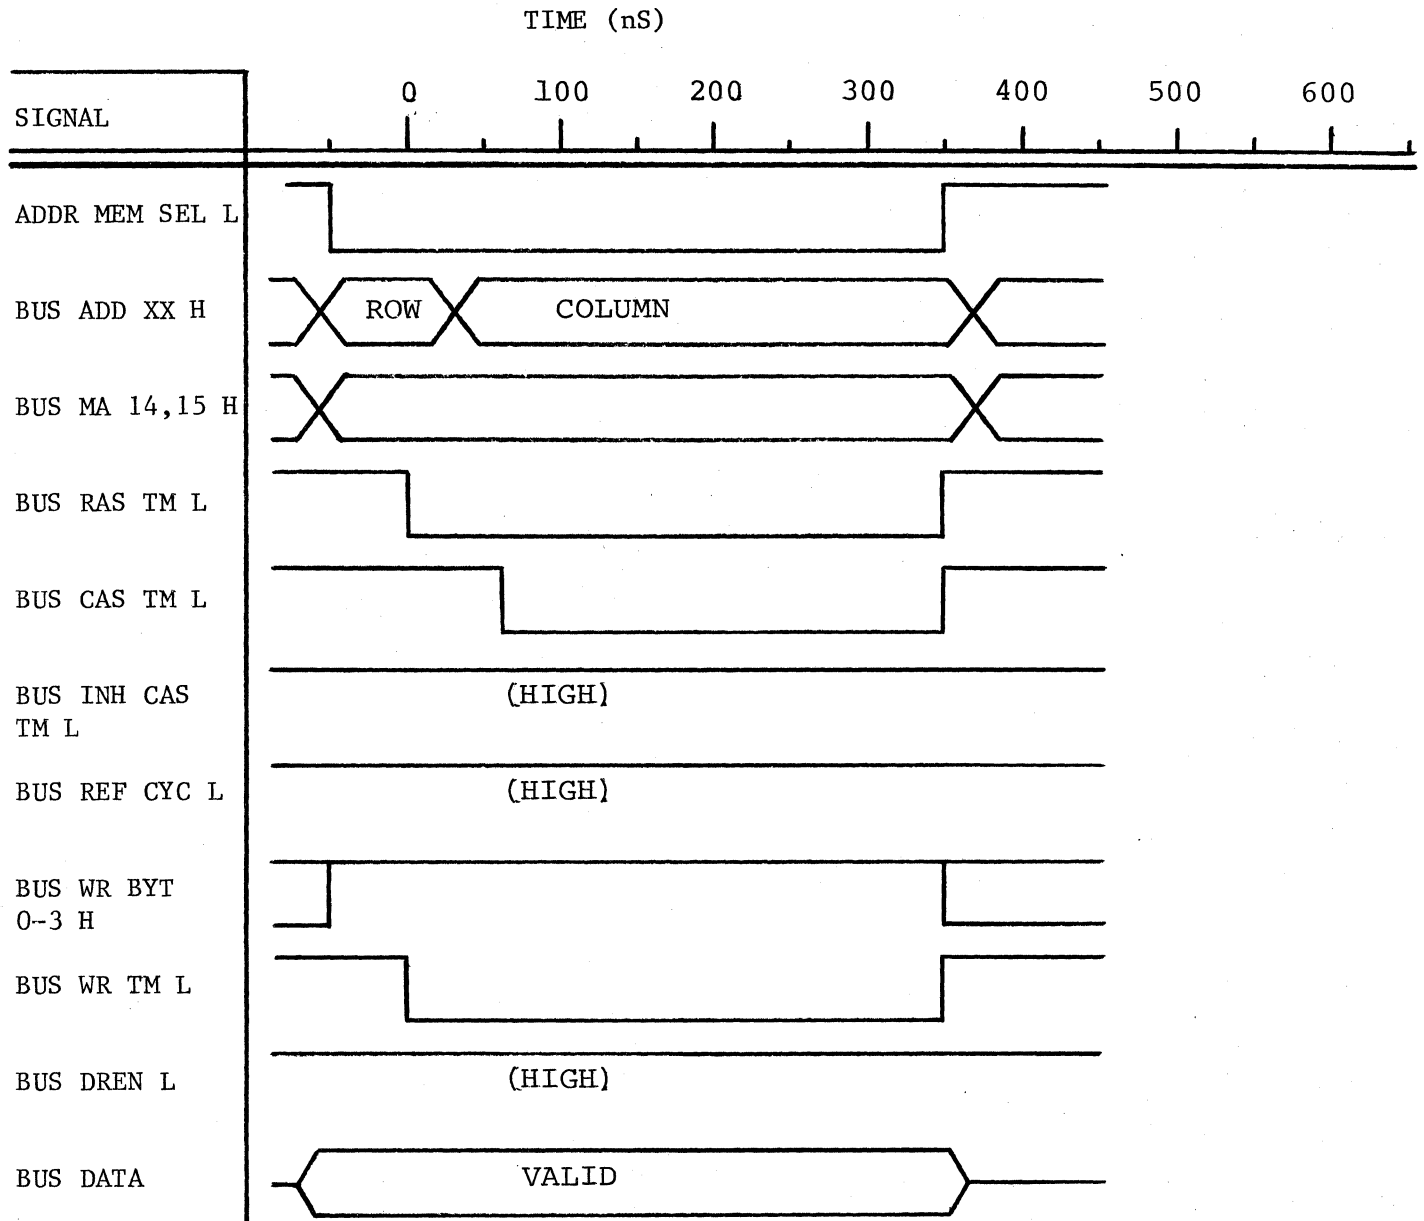 TIME (nS)
0 100 200 300 400 500 600
SIGNAL
ADDR MEM SEL L
BUS ADD XX H ROW COLUMN
BUS MA 14,15 H
BUS RAS TM L
BUS CAS TM L
BUS INH CAS (HIGH)
TM L
BUS REF CYC L (HIGH)
BUS WR BYT
0-3 H
BUS WR TM L
BUS DREN L (HIGH)
BUS DATA VALID